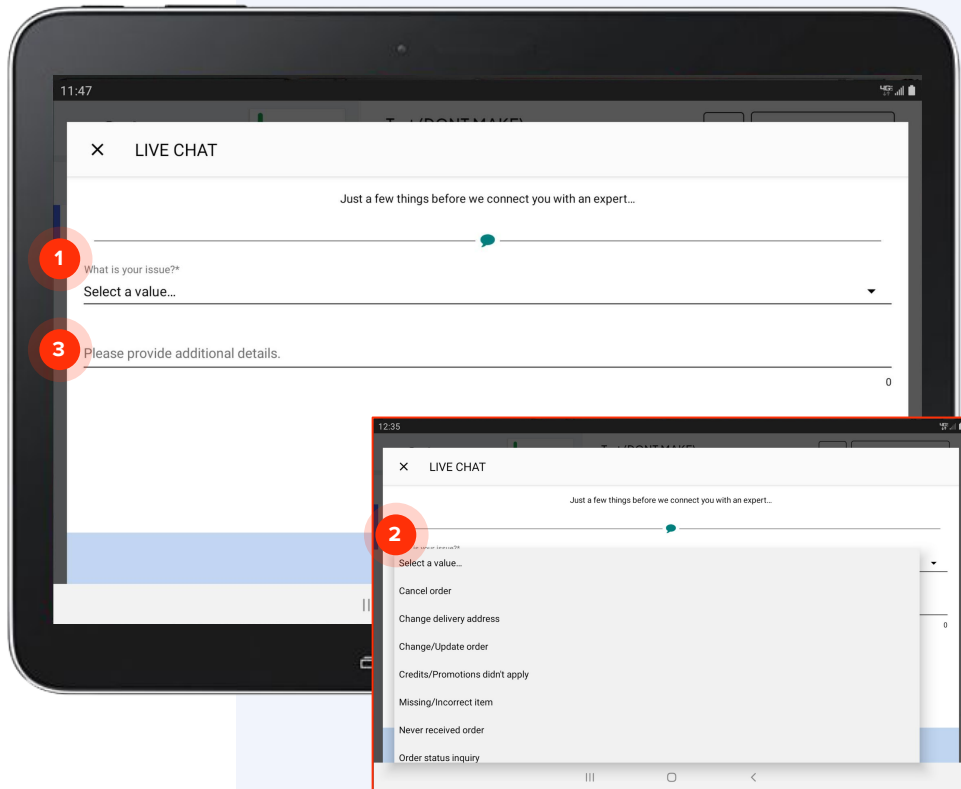 11:47
LIVE CHAT
Just a few things before we connect you with an expert...
1
What is your issue?*
Select a value...
3
Please provide additional details.
0
12:35
LIVE CHAT
Just a few things before we connect you with an expert...
2
Select a value...
Cancel order
Change delivery address
0
Change/Update order
Credits/Promotions didn't apply
Missing/Incorrect item
Never received order
Order status inquiry